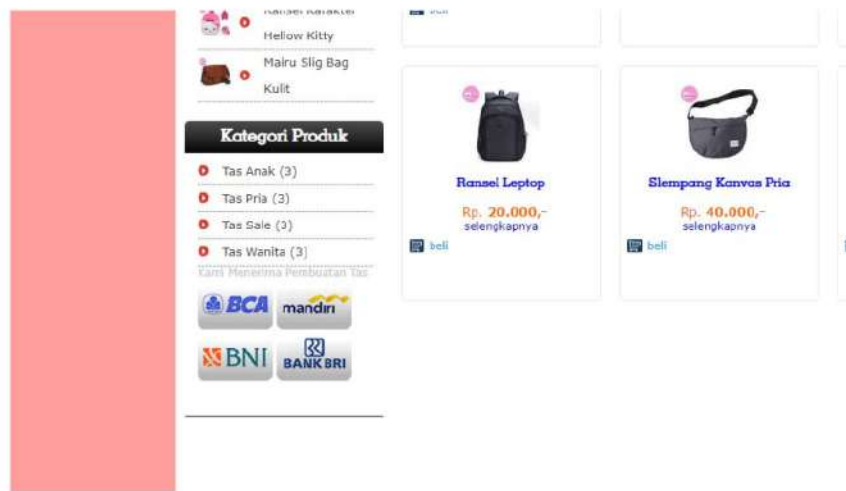 Hellow Kitty
Mairu Slig Bag
Kulit
Kategori Produk
Tas Anak (3)
Tas Pria (3)
Tas Sale (3)
Tas Wanita (3)
Kami Menerima Pembuatan Tas
BCA
mandiri
BNI
BANK BRI
beli
Ransel Leptop
Rp. 20.000,-
selengkapnya
beli
Slempang Kanvas Pria
Rp. 40.000,-
selengkapnya
beli